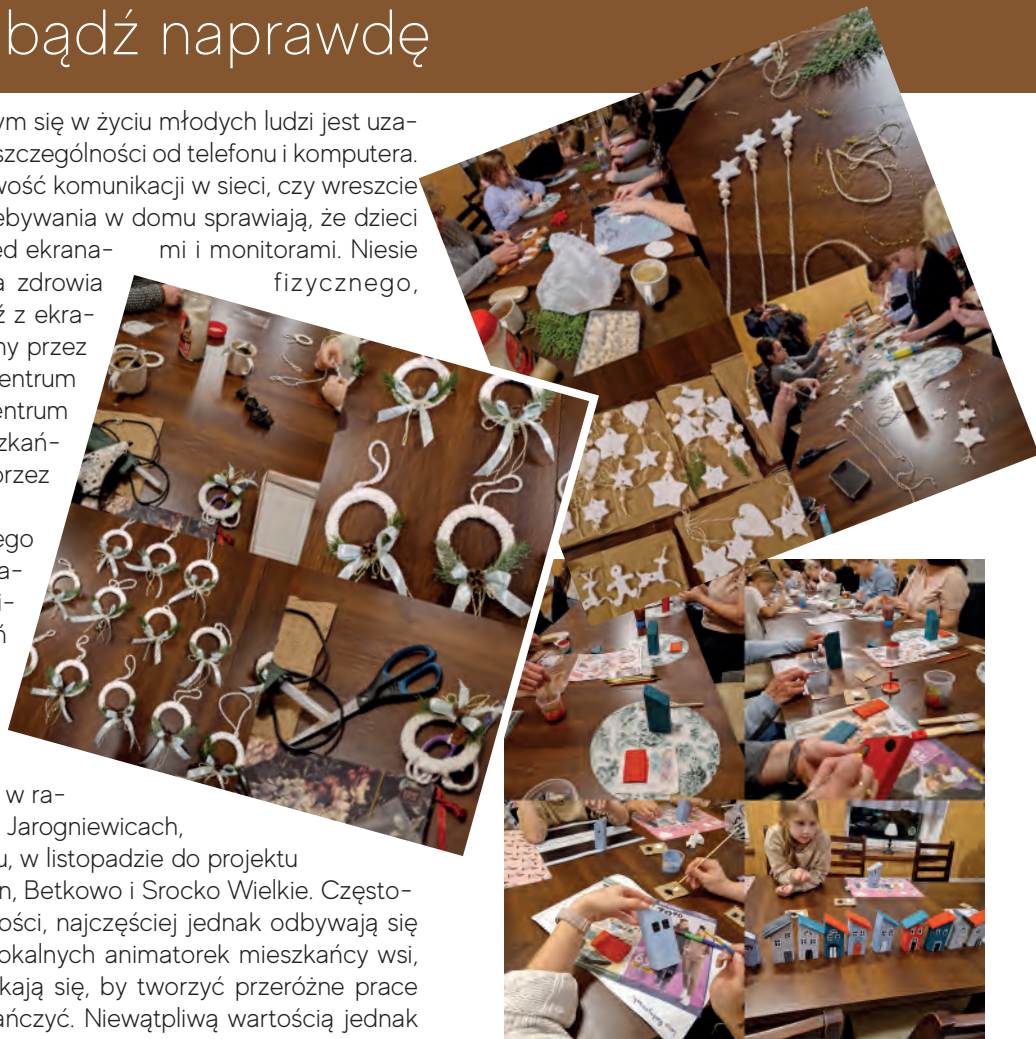 bądź naprawdę
ym się w życiu młodych ludzi jest uza-
szczególności od telefonu i komputera.
wość komunikacji w sieci, czy wreszcie
ebywania w domu sprawiają, że dzieci
ed ekrana- mi i monitorami. Niesie
a zdrowia fizycznego,
ź z ekra-
ny przez
entrum
entrum
szkań-
orzez
ego
a-
i-
ń
w ra-
Jarogniewicach,
u, w listopadzie do projektu
n, Betkowo i Srocko Wielkie. Często-
ości, najczęściej jednak odbywają się
okalnych animatorek mieszkańcy wsi,
kają się, by tworzyć przeróżne prace
ańczyć. Niewątpliwą wartością jednak